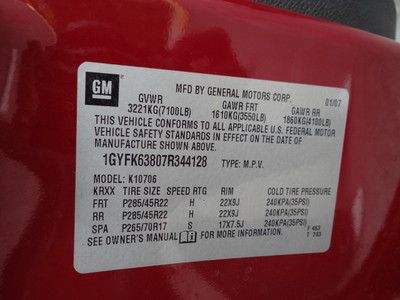 GM
MFD BY GENERAL MOTORS CORP.
01/07
GVWR GAWR FRT GAWR RR
3221KG(7100LB) 1610KG(3550LB) 1860KG(4100LB)
THIS VEHICLE CONFORMS TO ALL APPLICABLE U.S. FEDERAL MOTOR
VEHICLE SAFETY STANDARDS IN EFFECT ON THE DATE OF
MANUFACTURE SHOWN ABOVE.
1GYFK63807R344128 TYPE: M.P.V.
MODEL: K10706
KRXX TIRE SIZE SPEED RTG RIM COLD TIRE PRESSURE
FRT P285/45R22 H 22X9J 240KPA(35PSI)
RR P285/45R22 H 22X9J 240KPA(35PSI)
SPA P265/70R17 S 17X7.5J 240KPA(35PSI)
SEE OWNER'S MANUAL FOR MORE INFORMATION.